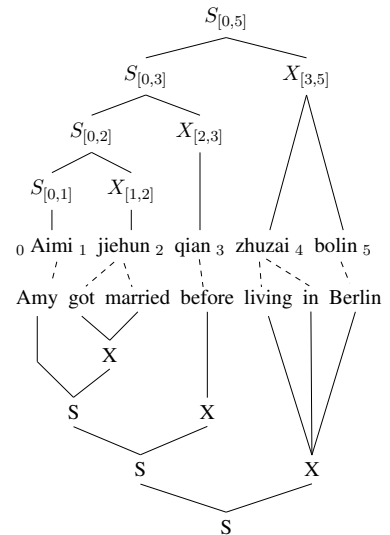 S[0,5]
S[0,3] X[3,5]
S[0,2] X[2,3]
S[0,1] X[1,2]
0 Aimi 1 jiehun 2 qian 3 zhuzai 4 bolin 5
Amy got married before living in Berlin
X
S X
S X
S